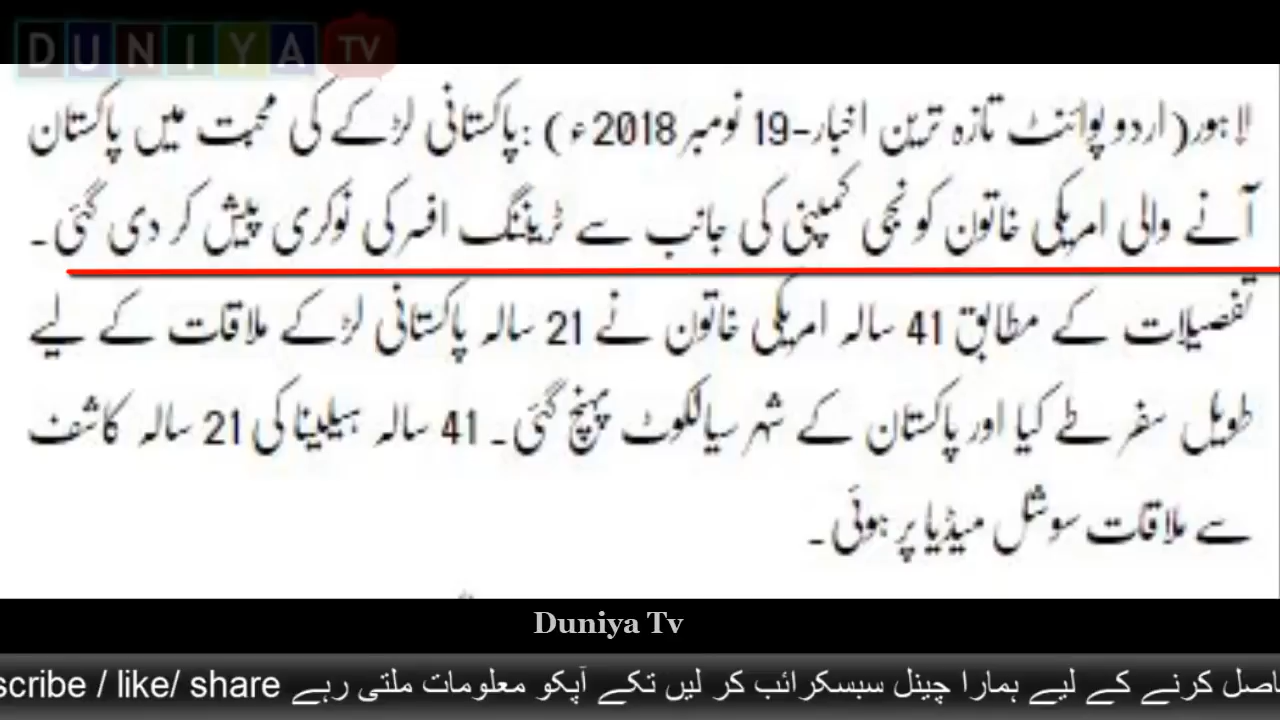 DUNIYA TV
لاہور(اردو پوائنٹ تازہ ترین اخبار-19 نومبر 2018ء) :پاکستانی لڑکے کی محبت میں پاکستان
آنے والی امریکی خاتون کو نجی کمپنی کی جانب سے ٹریننگ افسر کی نوکری پیش کر دی گئی۔
تفصیلات کے مطابق 41 سالہ امریکی خاتون نے 21 سالہ پاکستانی لڑکے ملاقات کے لیے
طویل سفر طے کیا اور پاکستان کے شہر سیالکوٹ پہنچ گئی۔ 41 سالہ ہیلینا کی 21 سالہ کاشف
سے ملاقات سوشل میڈیا پر ہوئی۔
Duniya Tv
اصل کرنے کے لیے ہمارا چینل سبسکرائب کر لیں تکے آپکو معلومات ملتی رہے scribe / like/ share